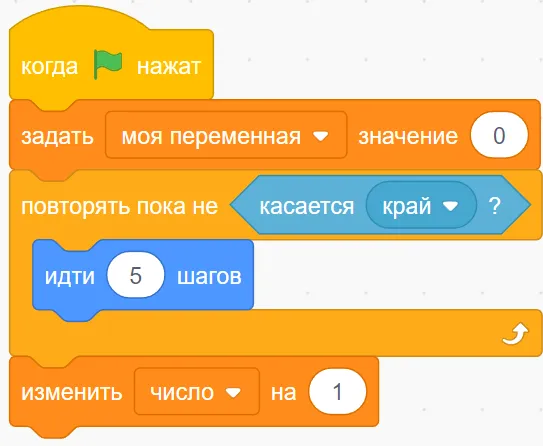 когда нажат
задать моя переменная значение 0
повторять пока не касается край ?
идти 5 шагов
изменить число на 1